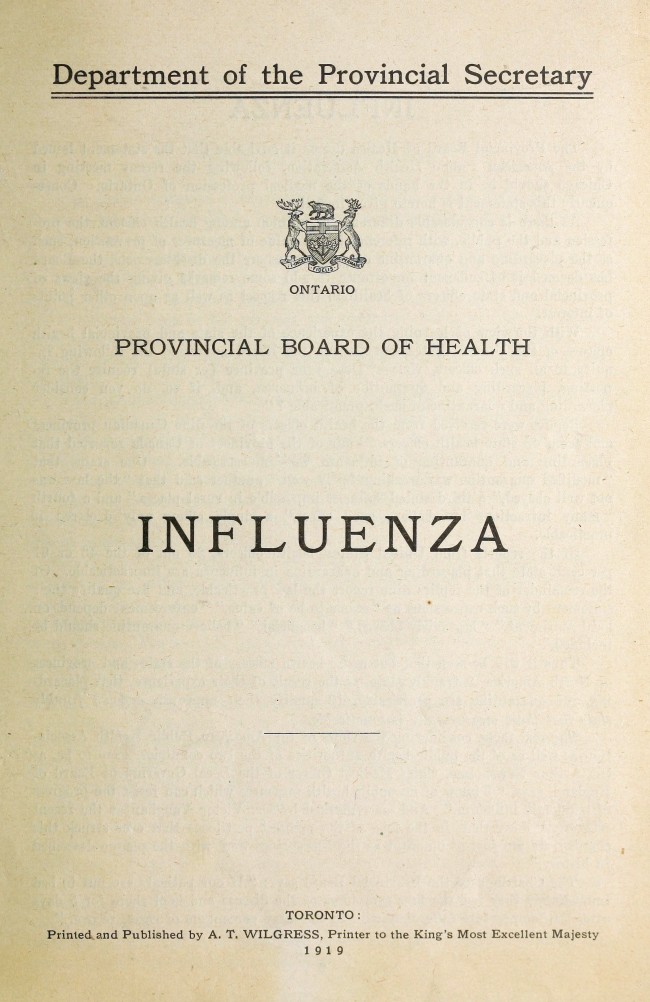 Department of the Provincial Secretary
ONTARIO
PROVINCIAL BOARD OF HEALTH
INFLUENZA
TORONTO:
Printed and Published by A. T. WILGRESS, Printer to the King's Most Excellent Majesty
1919